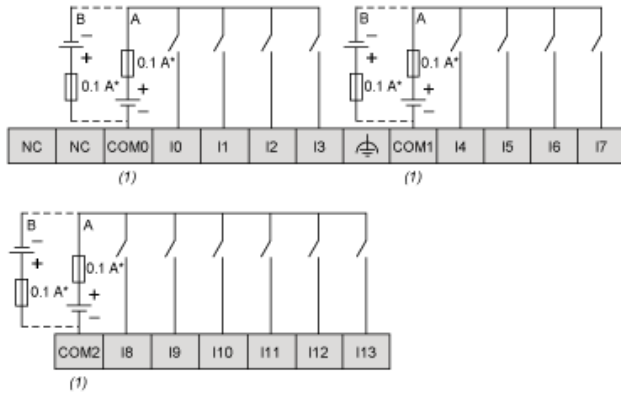 B A B A
− −
+ 0.1 A* + 0.1 A*
0.1 A* + 0.1 A* +
− −
NC NC COM0 I0 I1 I2 I3 COM1 I4 I5 I6 I7
(1) (1)
B A
−
+ 0.1 A*
0.1 A* +
−
COM2 I8 I9 I10 I11 I12 I13
(1)